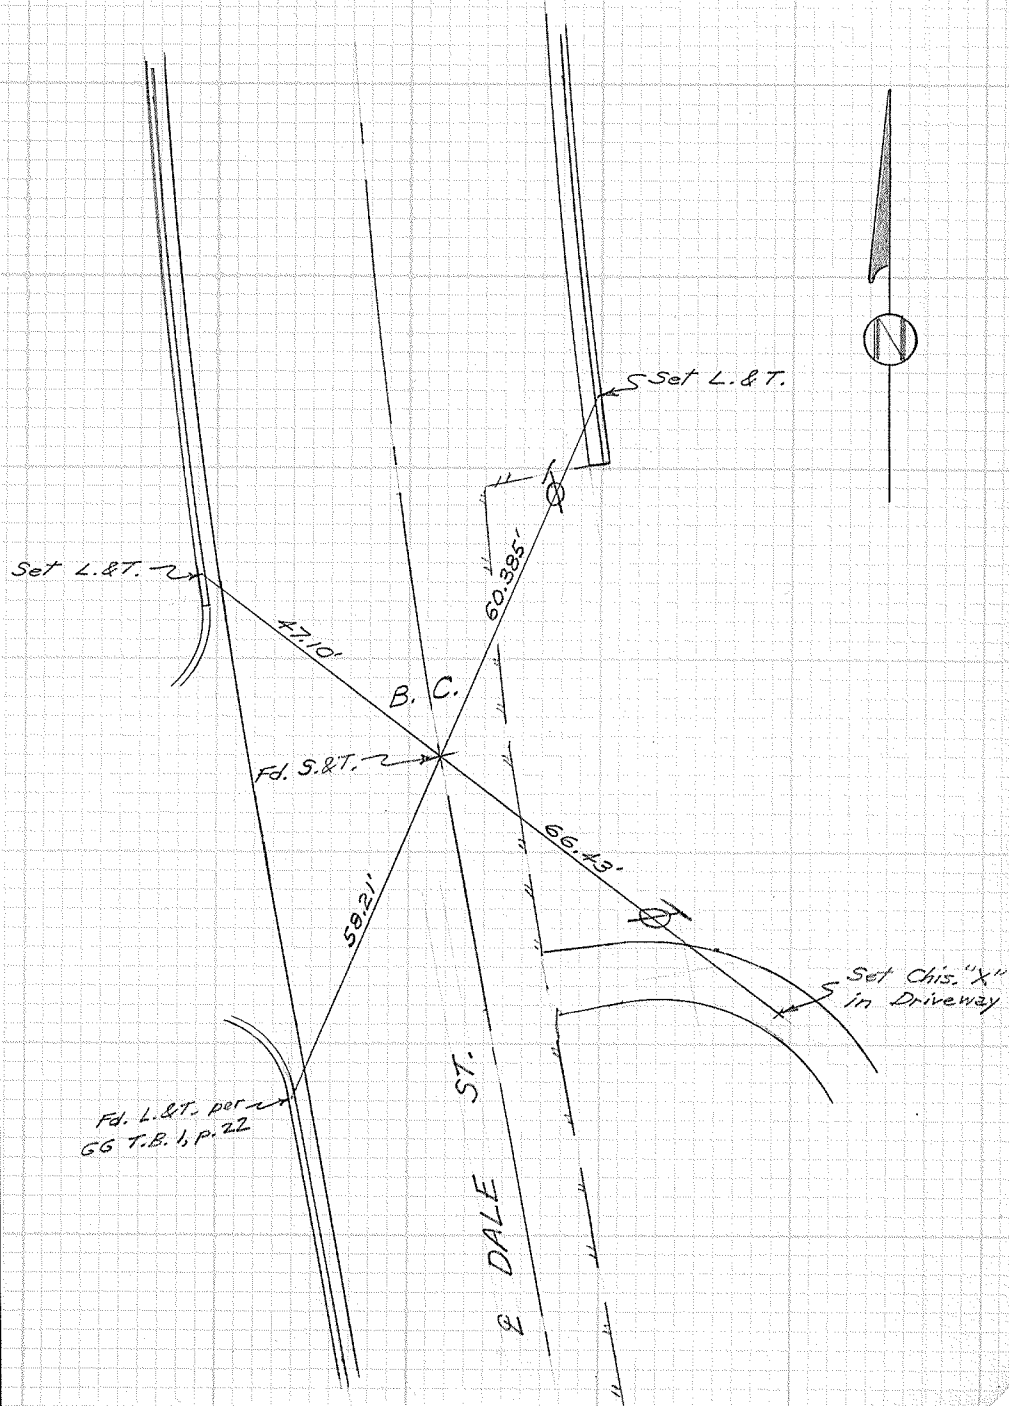 N
Set L.&T.
Set L.&T.
60.385'
47.10'
B.C.
Fd. S.&T.
66.43'
58.21'
Set Chis. "X"
in Driveway
Fd. L.&T. per
GG T.B. 1, p.22
℄ DALE ST.